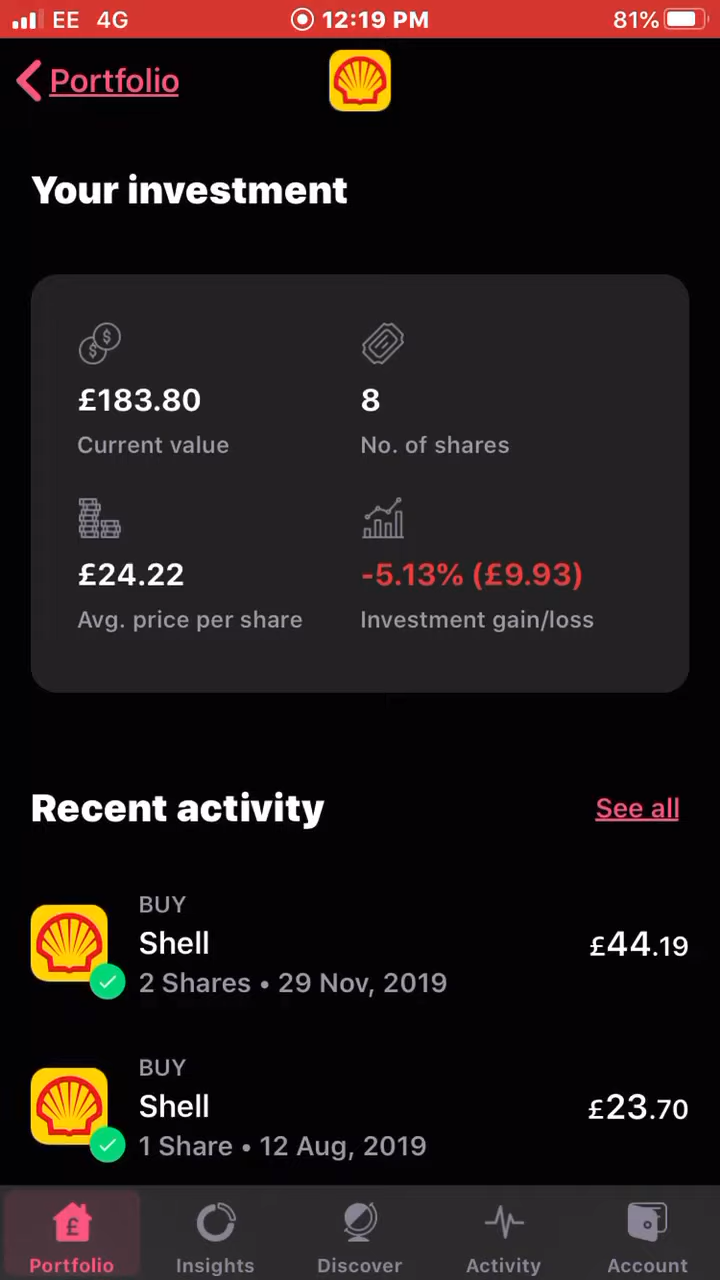 EE 4G 12:19 PM 81%
Portfolio
Your investment
£183.80 8
Current value No. of shares
£24.22 -5.13% (£9.93)
Avg. price per share Investment gain/loss
Recent activity See all
BUY
Shell £44.19
2 Shares • 29 Nov, 2019
BUY
Shell £23.70
1 Share • 12 Aug, 2019
Portfolio Insights Discover Activity Account